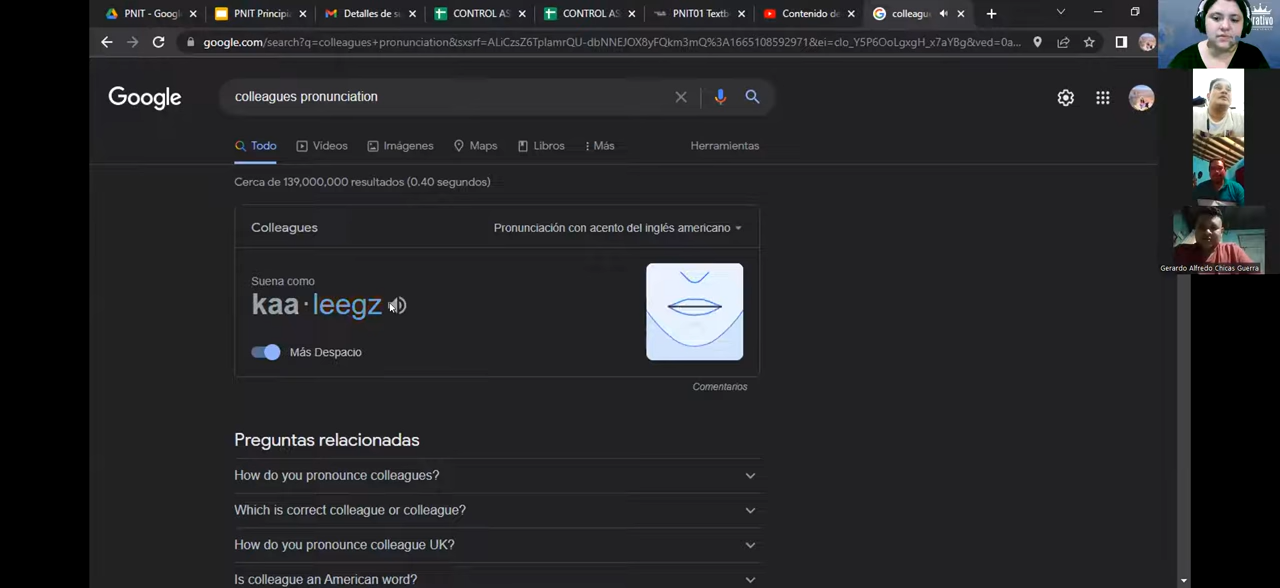 PNIT - Googl
PNIT Principi
Detalles de su
CONTROL AS
CONTROL AS
PNIT01 Textb
Contenido de
colleagu
google.com/search?q=colleagues+pronunciation&sxsrf=ALiCzsZ6TplamrQU-dbNNEJOX8yFQkm3mQ%3A1665108592971&ei=clo_Y5P6OoLgxgH_x7aYBg&ved=0a...
Google
colleagues pronunciation
Todo
Videos
Imágenes
Maps
Libros
Más
Herramientas
Cerca de 139,000,000 resultados (0.40 segundos)
Colleagues
Pronunciación con acento del inglés americano
Suena como
kaa·leegz
Más Despacio
Comentarios
Preguntas relacionadas
How do you pronounce colleagues?
Which is correct colleague or colleague?
How do you pronounce colleague UK?
Is colleague an American word?
Gerardo Alfredo Chicas Guerra